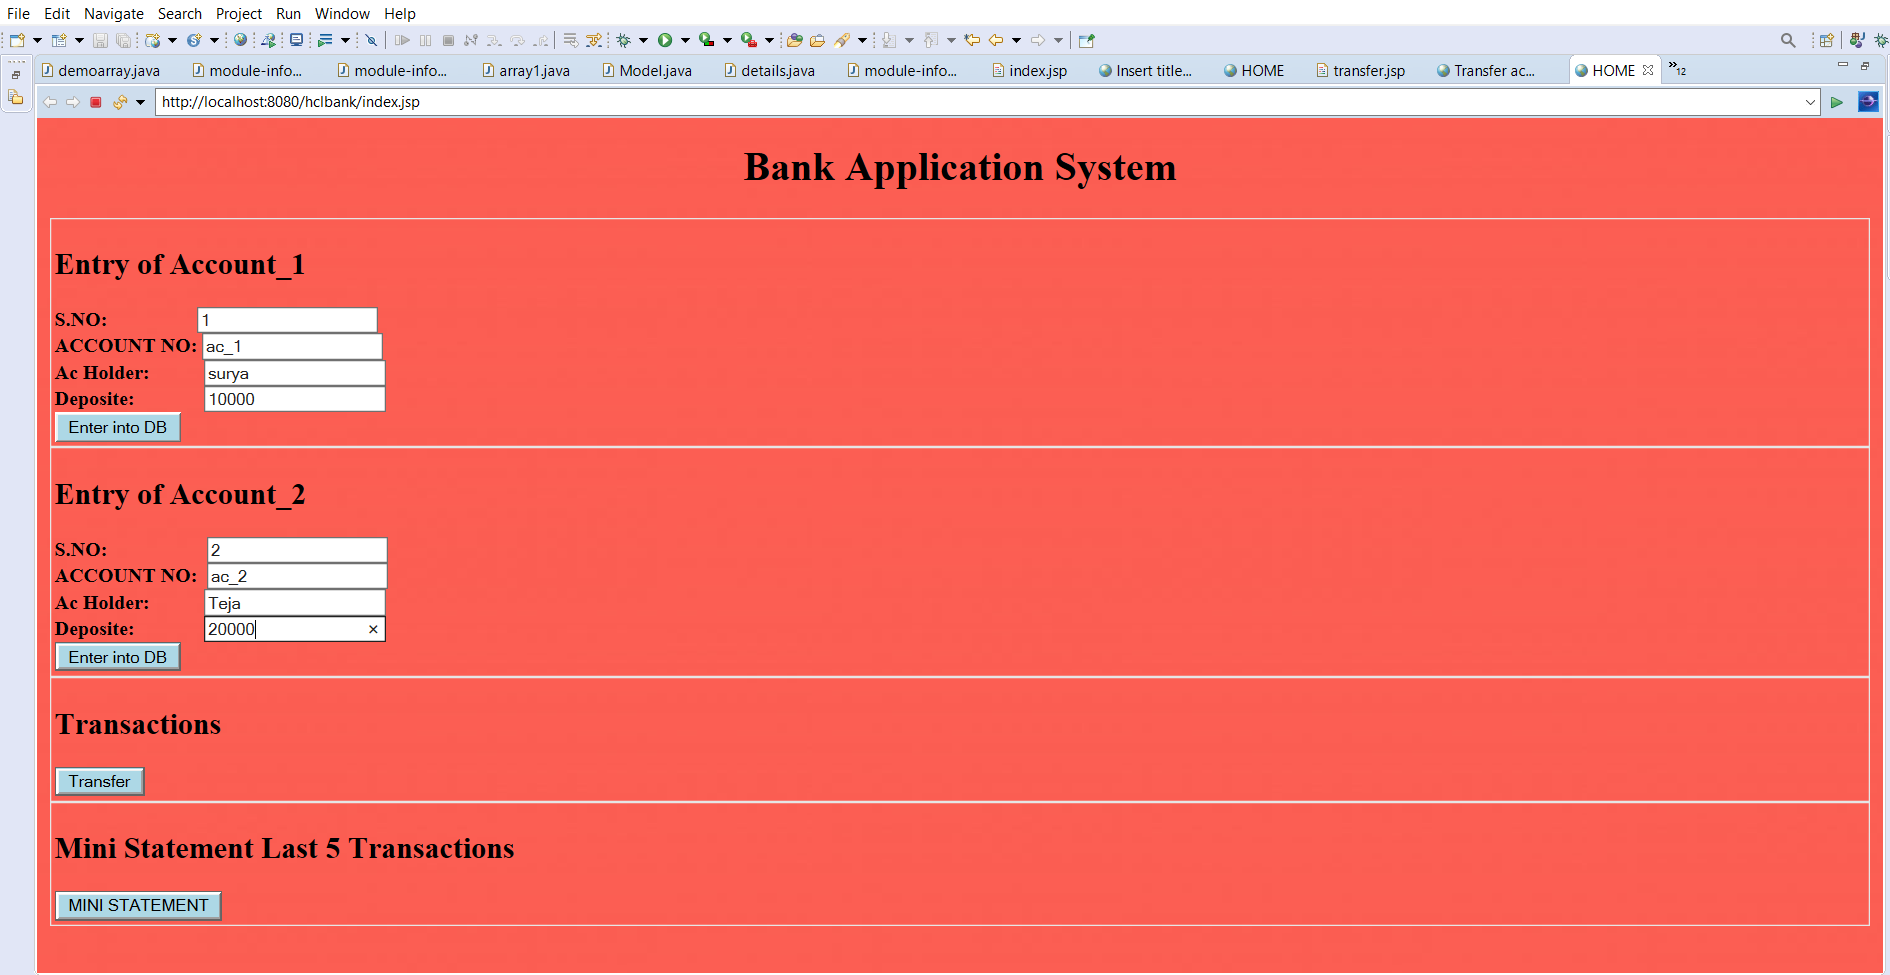 File Edit Navigate Search Project Run Window Help
demoarray.java module-info... module-info... array1.java Model.java details.java module-info... index.jsp Insert title... HOME transfer.jsp Transfer ac... HOME »12
http://localhost:8080/hclbank/index.jsp
Bank Application System
Entry of Account_1
S.NO: 1
ACCOUNT NO: ac_1
Ac Holder: surya
Deposite: 10000
Enter into DB
Entry of Account_2
S.NO: 2
ACCOUNT NO: ac_2
Ac Holder: Teja
Deposite: 20000
Enter into DB
Transactions
Transfer
Mini Statement Last 5 Transactions
MINI STATEMENT